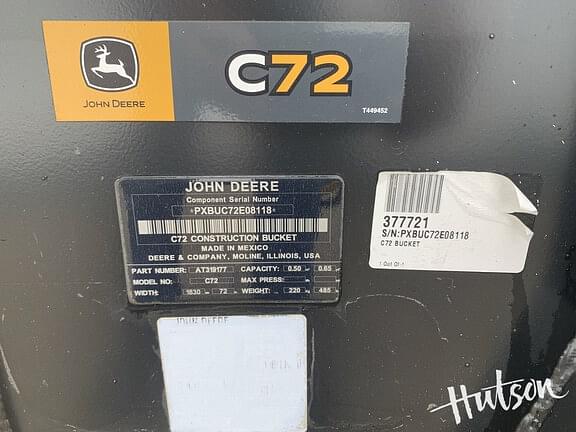 JOHN DEERE
C72
T449452
JOHN DEERE
Component Serial Number
*PXBUC72E08118*
C72 CONSTRUCTION BUCKET
MADE IN MEXICO
DEERE & COMPANY, MOLINE, ILLINOIS, USA
PART NUMBER: AT319177 CAPACITY: 0.50 0.65
MODEL NO: C72 MAX PRESS: - -
WIDTH: 1830 72 WEIGHT: 220 485
377721
S/N:PXBUC72E08118
C72 BUCKET
1 Out Of 1
JOHN DEERE
Hutson